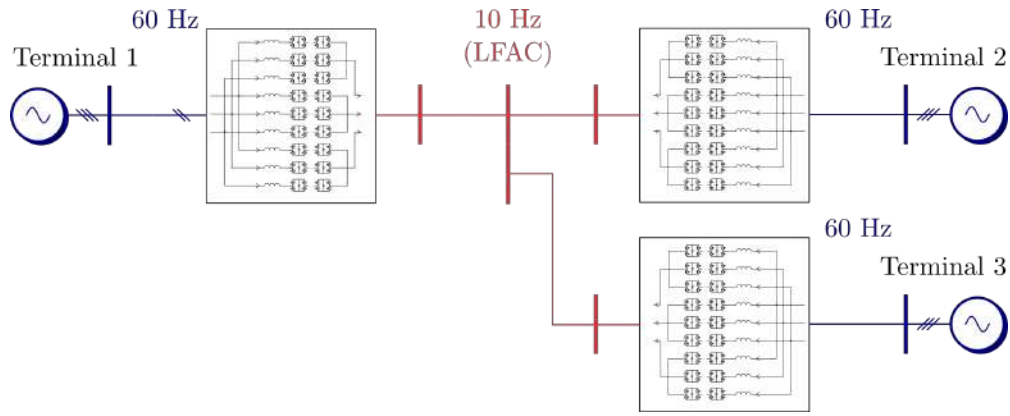 60 Hz
Terminal 1
10 Hz
(LFAC)
60 Hz
Terminal 2
60 Hz
Terminal 3